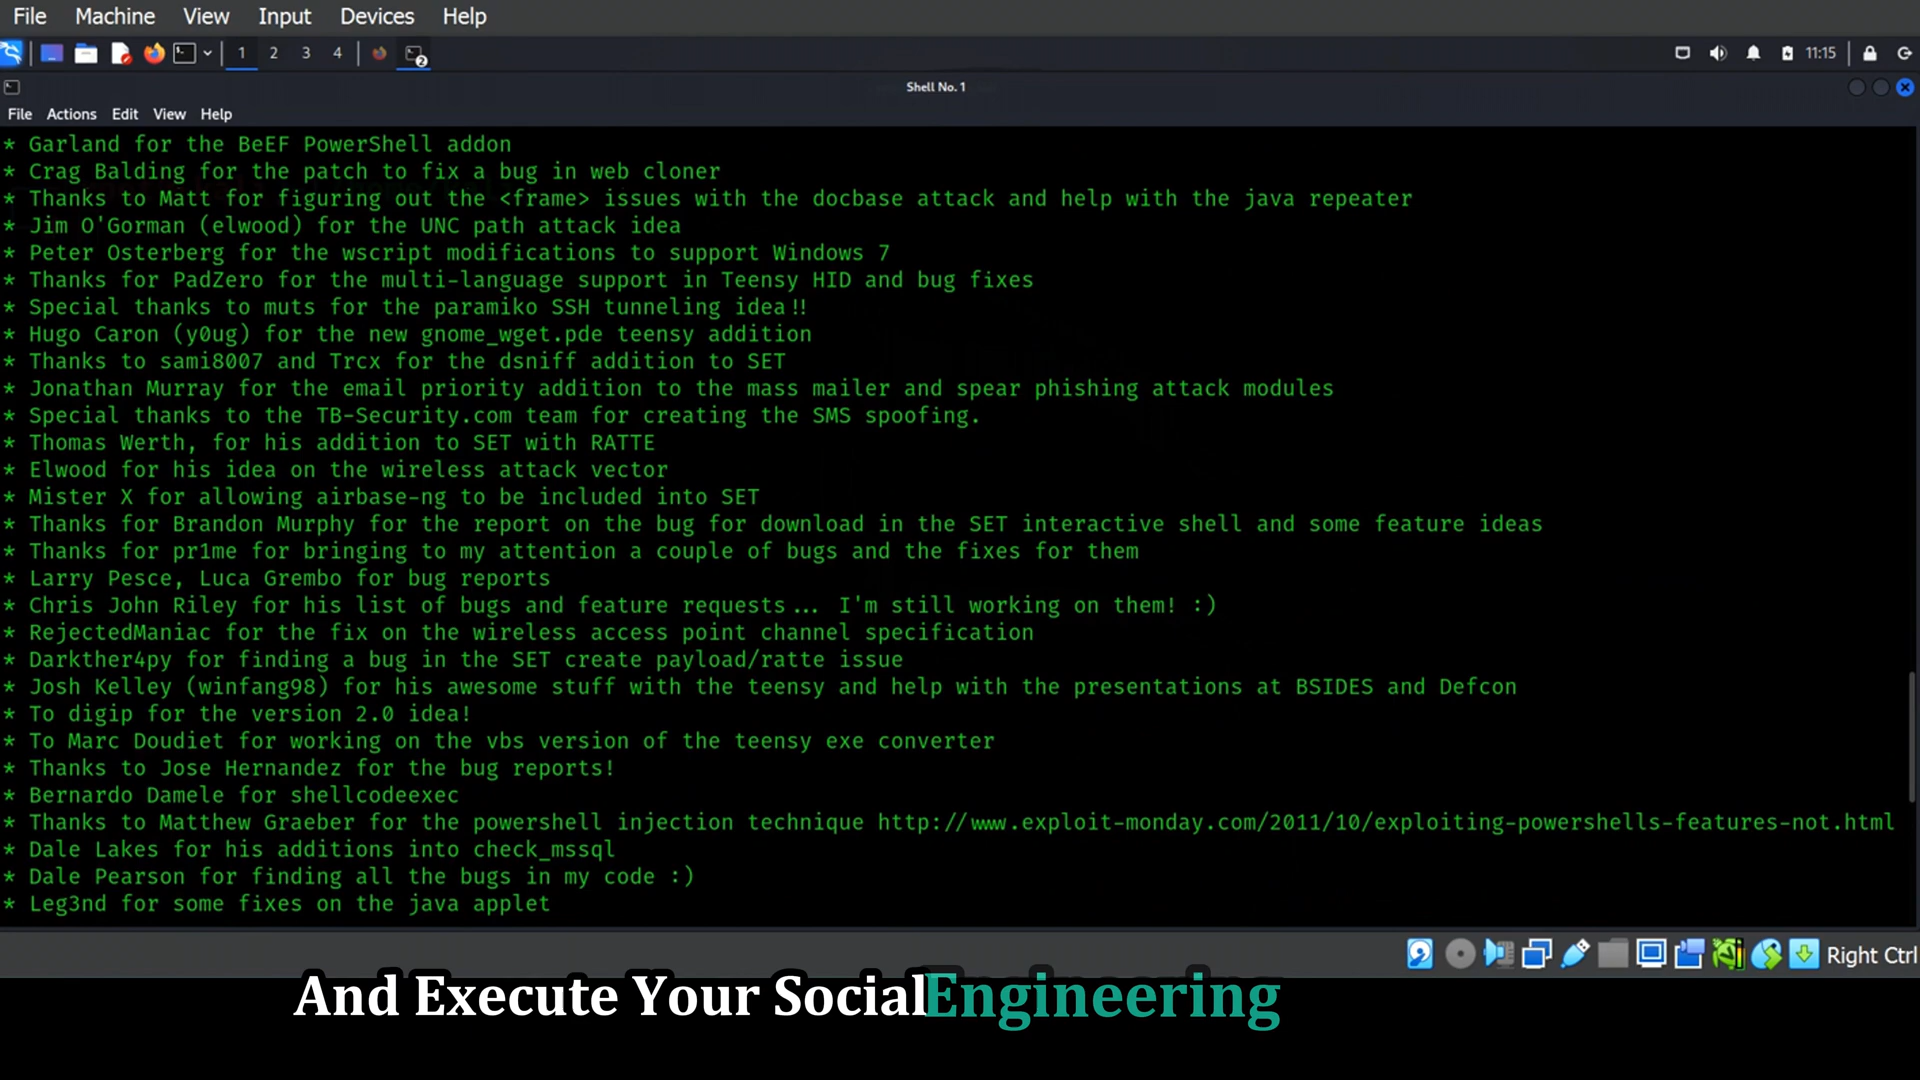 File Machine View Input Devices Help
1 2 3 4 2 11:15
Shell No. 1
File Actions Edit View Help
* Garland for the BeEF PowerShell addon
* Crag Balding for the patch to fix a bug in web cloner
* Thanks to Matt for figuring out the <frame> issues with the docbase attack and help with the java repeater
* Jim O'Gorman (elwood) for the UNC path attack idea
* Peter Osterberg for the wscript modifications to support Windows 7
* Thanks for PadZero for the multi-language support in Teensy HID and bug fixes
* Special thanks to muts for the paramiko SSH tunneling idea!!
* Hugo Caron (y0ug) for the new gnome_wget.pde teensy addition
* Thanks to sami8007 and Trcx for the dsniff addition to SET
* Jonathan Murray for the email priority addition to the mass mailer and spear phishing attack modules
* Special thanks to the TB-Security.com team for creating the SMS spoofing.
* Thomas Werth, for his addition to SET with RATTE
* Elwood for his idea on the wireless attack vector
* Mister X for allowing airbase-ng to be included into SET
* Thanks for Brandon Murphy for the report on the bug for download in the SET interactive shell and some feature ideas
* Thanks for pr1me for bringing to my attention a couple of bugs and the fixes for them
* Larry Pesce, Luca Grembo for bug reports
* Chris John Riley for his list of bugs and feature requests... I'm still working on them! :)
* RejectedManiac for the fix on the wireless access point channel specification
* Darkther4py for finding a bug in the SET create payload/ratte issue
* Josh Kelley (winfang98) for his awesome stuff with the teensy and help with the presentations at BSIDES and Defcon
* To digip for the version 2.0 idea!
* To Marc Doudiet for working on the vbs version of the teensy exe converter
* Thanks to Jose Hernandez for the bug reports!
* Bernardo Damele for shellcodeexec
* Thanks to Matthew Graeber for the powershell injection technique http://www.exploit-monday.com/2011/10/exploiting-powershells-features-not.html
* Dale Lakes for his additions into check_mssql
* Dale Pearson for finding all the bugs in my code :)
* Leg3nd for some fixes on the java applet
Right Ctrl
And Execute Your Social Engineering